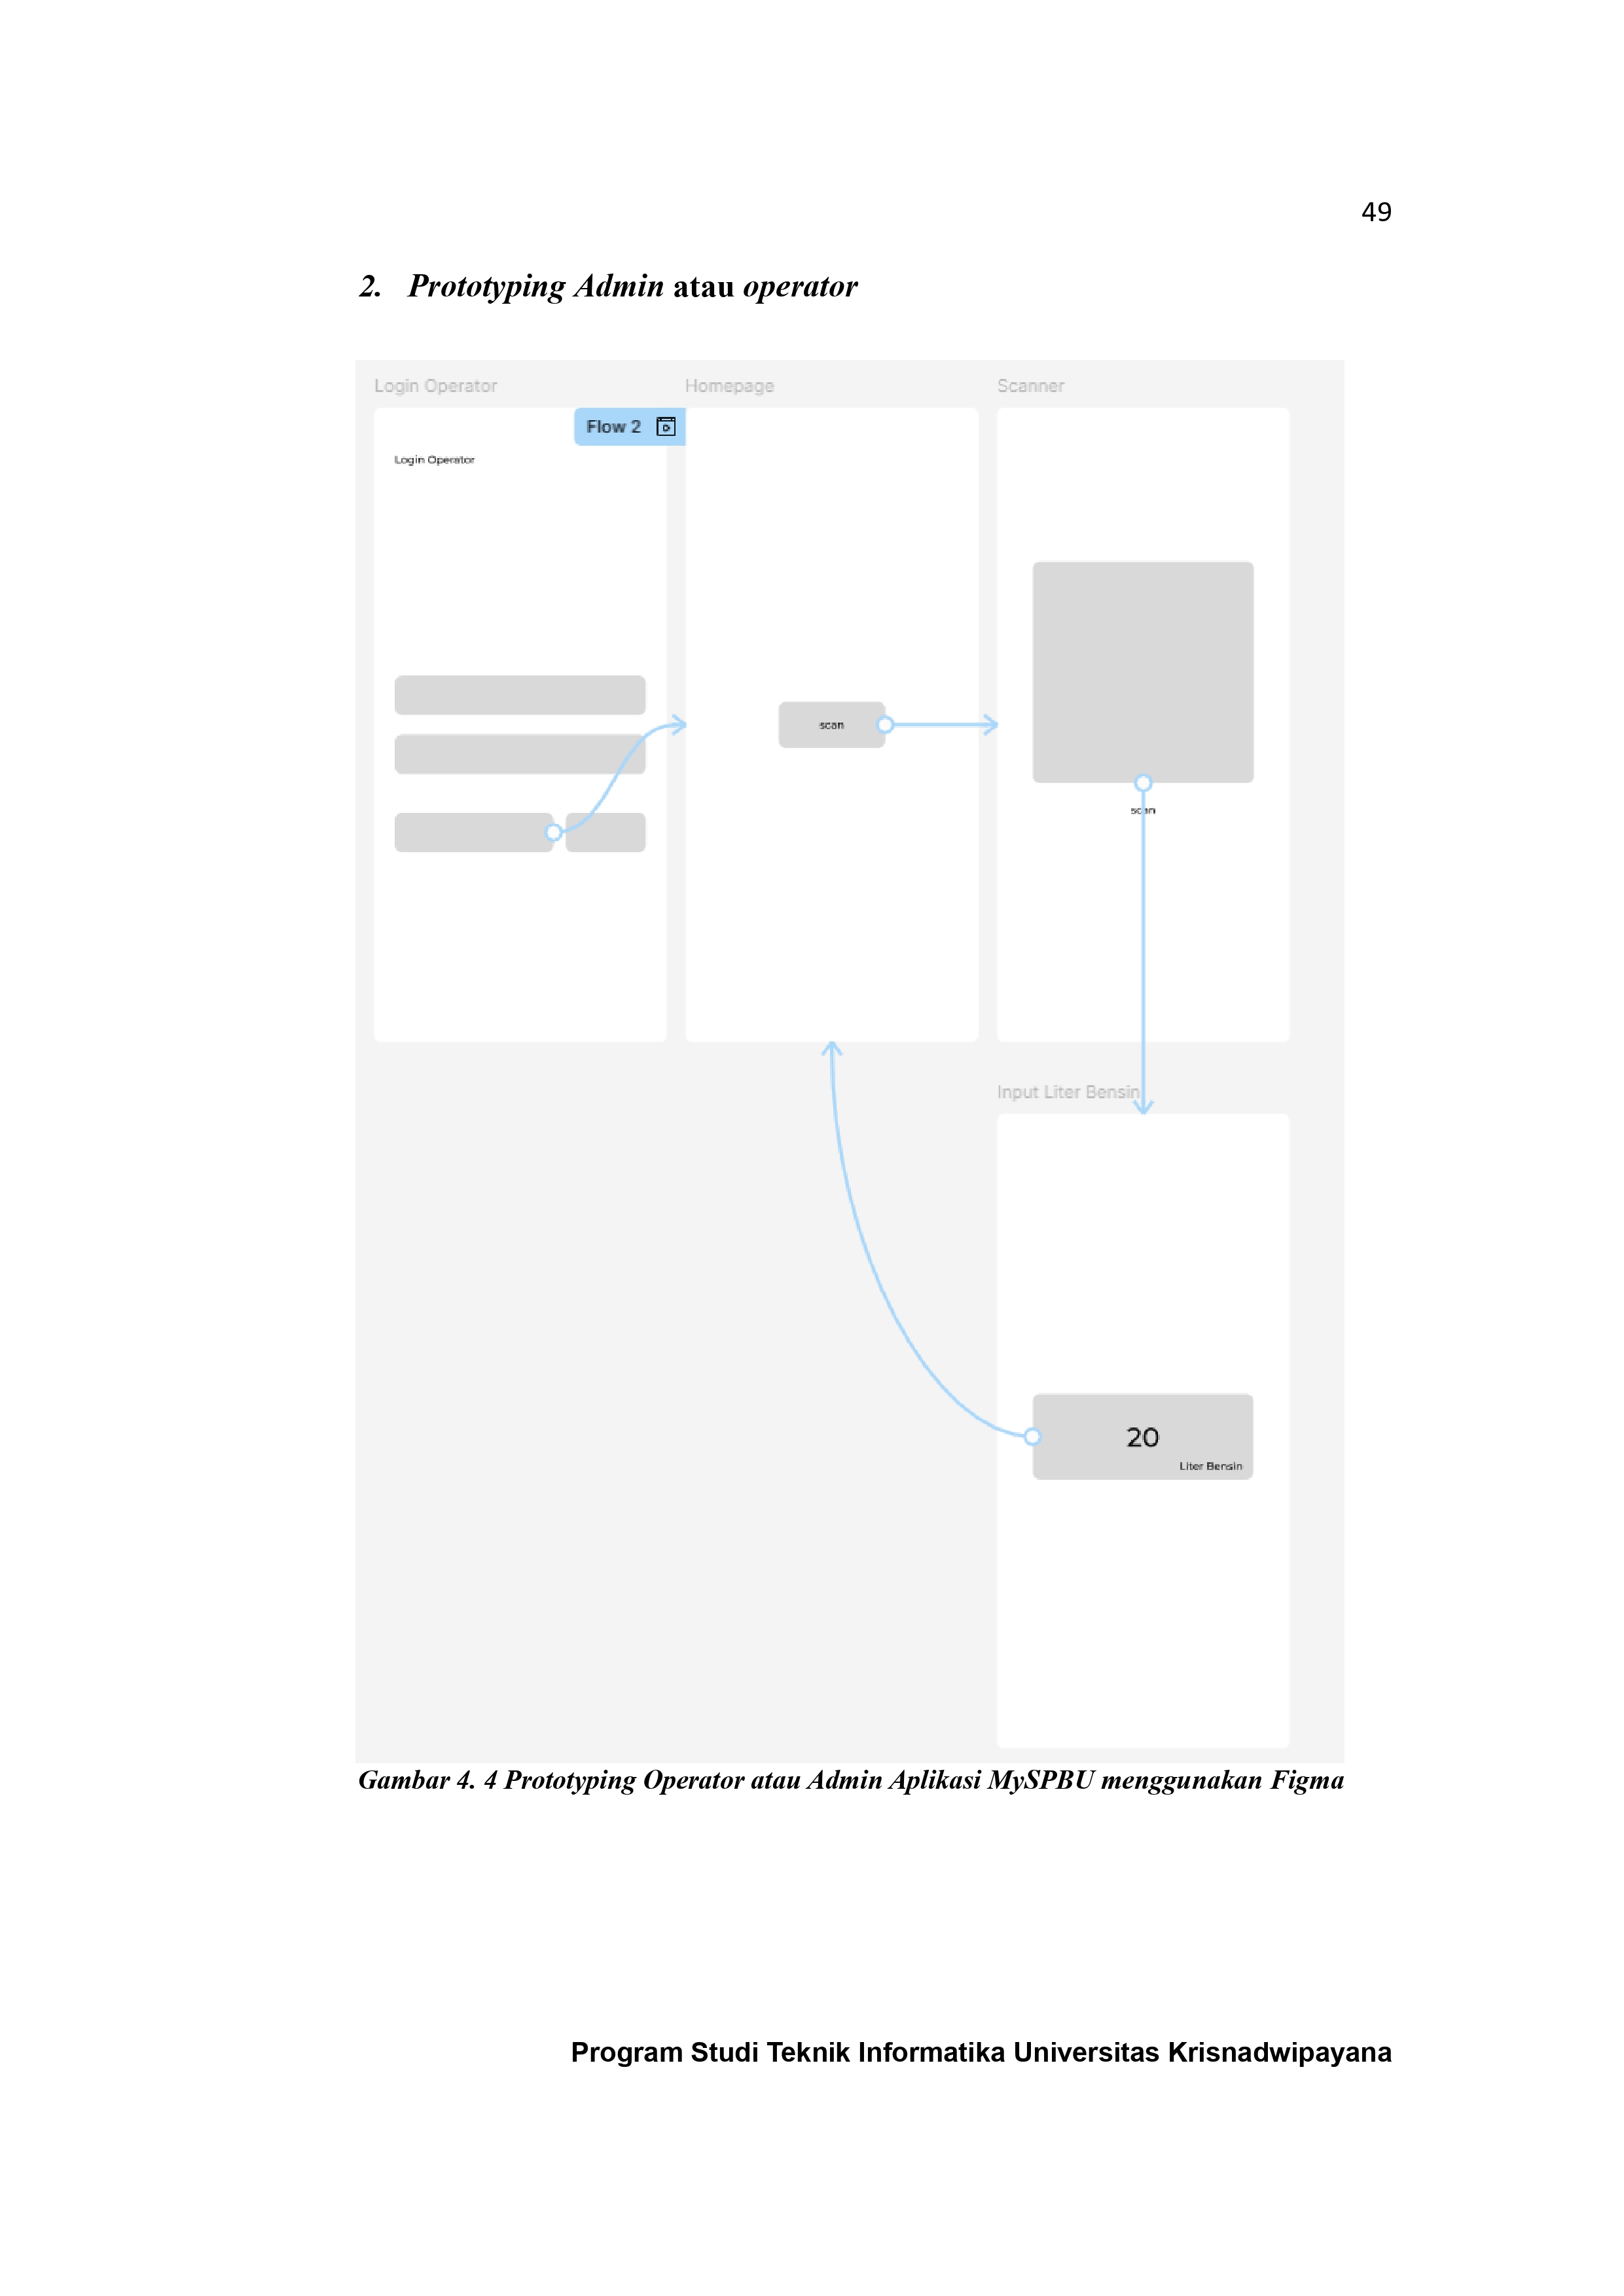 49
2. Prototyping Admin atau operator
Login Operator
Homepage
Scanner
Flow 2
Login Operator
scan
scan
Input Liter Bensin
20
Liter Bensin
Gambar 4. 4 Prototyping Operator atau Admin Aplikasi MySPBU menggunakan Figma
Program Studi Teknik Informatika Universitas Krisnadwipayana